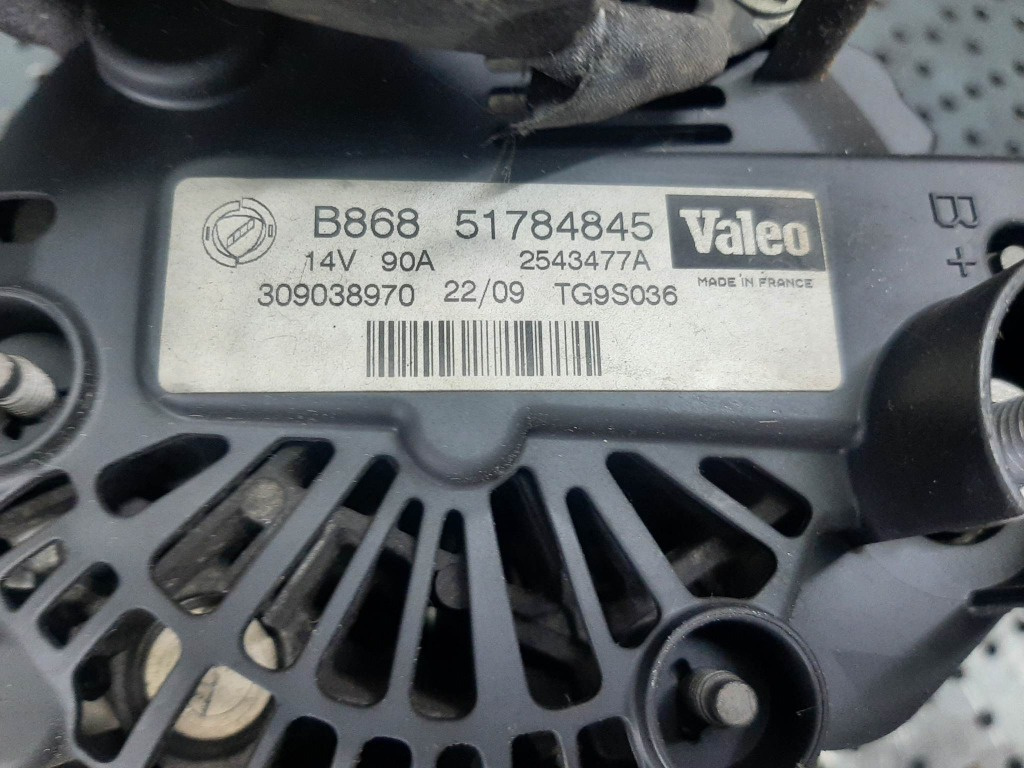 B868 51784845 Valeo
14V 90A 2543477A MADE IN FRANCE
309038970 22/09 TG9S036
B+